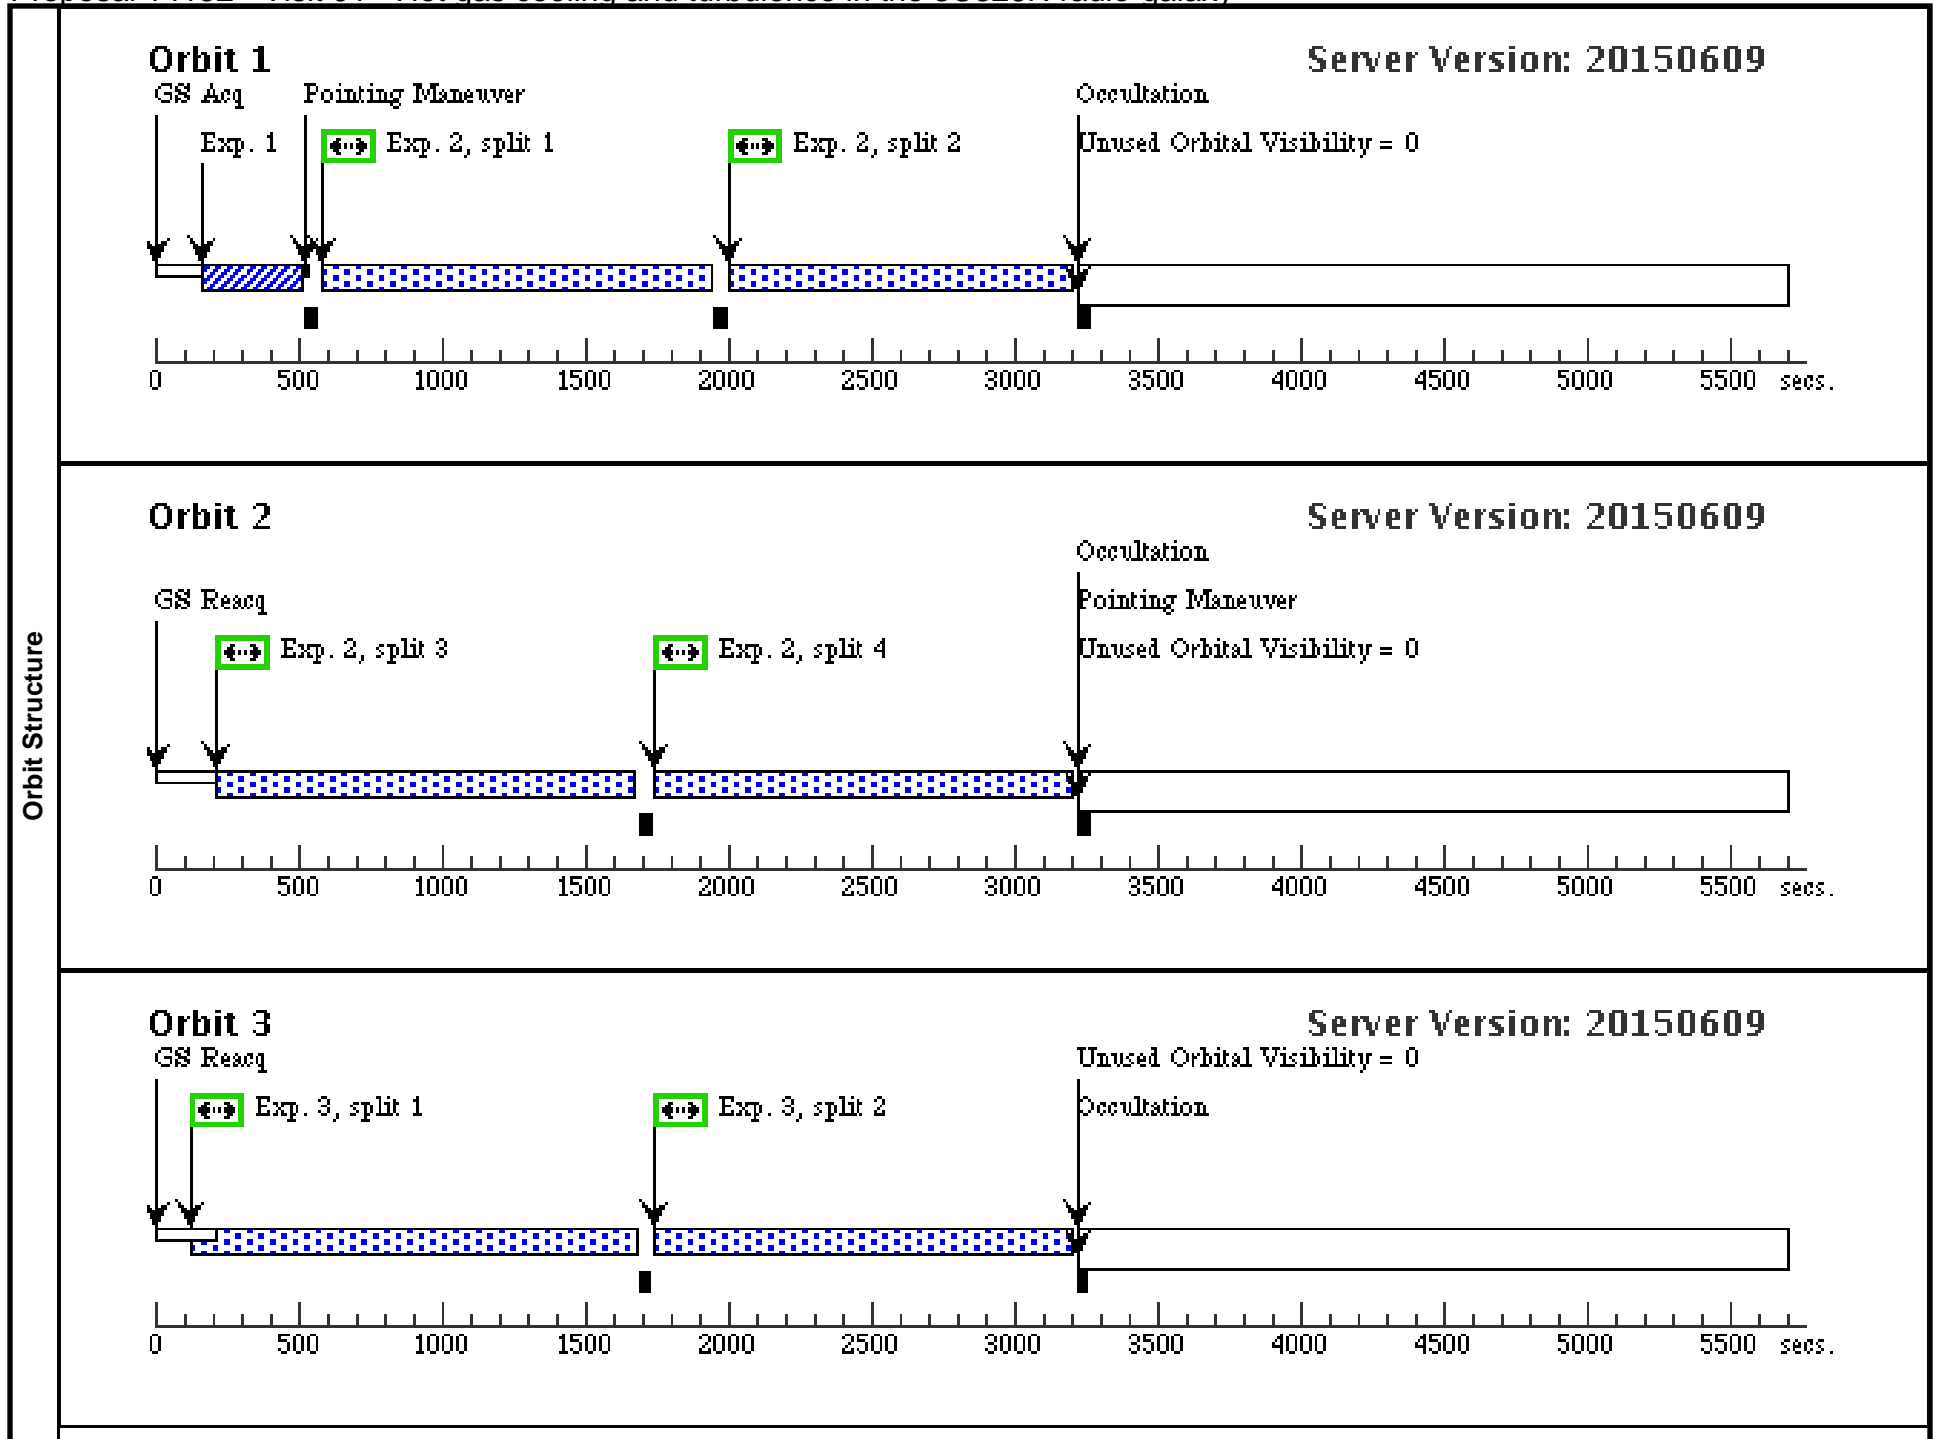 Orbit 1 Server Version: 20150609
GS Acq Pointing Maneuver Occultation
Exp. 1 Exp. 2, split 1 Exp. 2, split 2 Unused Orbital Visibility = 0
0 500 1000 1500 2000 2500 3000 3500 4000 4500 5000 5500 secs.
Orbit Structure
Orbit 2 Server Version: 20150609
Occultation
GS Reacq Pointing Maneuver
Exp. 2, split 3 Exp. 2, split 4 Unused Orbital Visibility = 0
0 500 1000 1500 2000 2500 3000 3500 4000 4500 5000 5500 secs.
Orbit 3 Server Version: 20150609
GS Reacq Unused Orbital Visibility = 0
Exp. 3, split 1 Exp. 3, split 2 Occultation
0 500 1000 1500 2000 2500 3000 3500 4000 4500 5000 5500 secs.